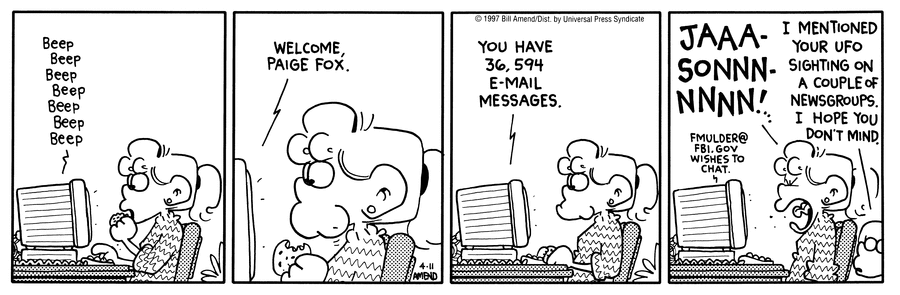 Beep
Beep
Beep
Beep
Beep
Beep
Beep
WELCOME,
PAIGE FOX.
4-11
AMEND
© 1997 Bill Amend/Dist. by Universal Press Syndicate
YOU HAVE
36,594
E-MAIL
MESSAGES.
JAAA-
SONNN-
NNNN!
I MENTIONED
YOUR UFO
SIGHTING ON
A COUPLE OF
NEWSGROUPS.
I HOPE YOU
DON'T MIND.
FMULDER@
FBI.GOV
WISHES TO
CHAT.